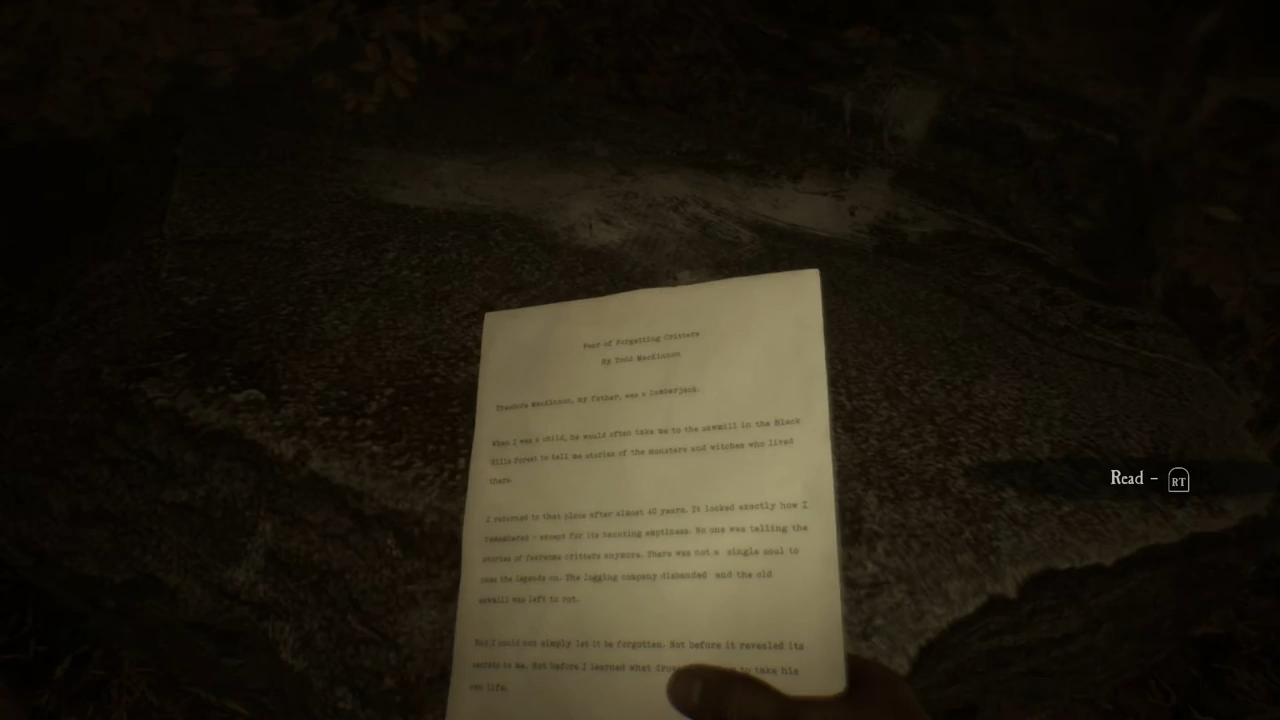 Fear of Forgetting Critters
By Todd MacKinnon
Theodore MacKinnon, my father, was a lumberjack.
When I was a child, he would often take me to the sawmill in the Black
Hills Forest to tell me stories of the monsters and witches who lived
there.
I returned to that place after almost 40 years. It looked exactly how I
remembered - except for its haunting emptiness. No one was telling the
stories of fearsome critters anymore. There was not a single soul to
pass the legends on. The logging company disbanded and the old
sawmill was left to rot.
But I could not simply let it be forgotten. Not before it revealed its
secrets to me. Not before I learned what to take his
own life.
Read - RT